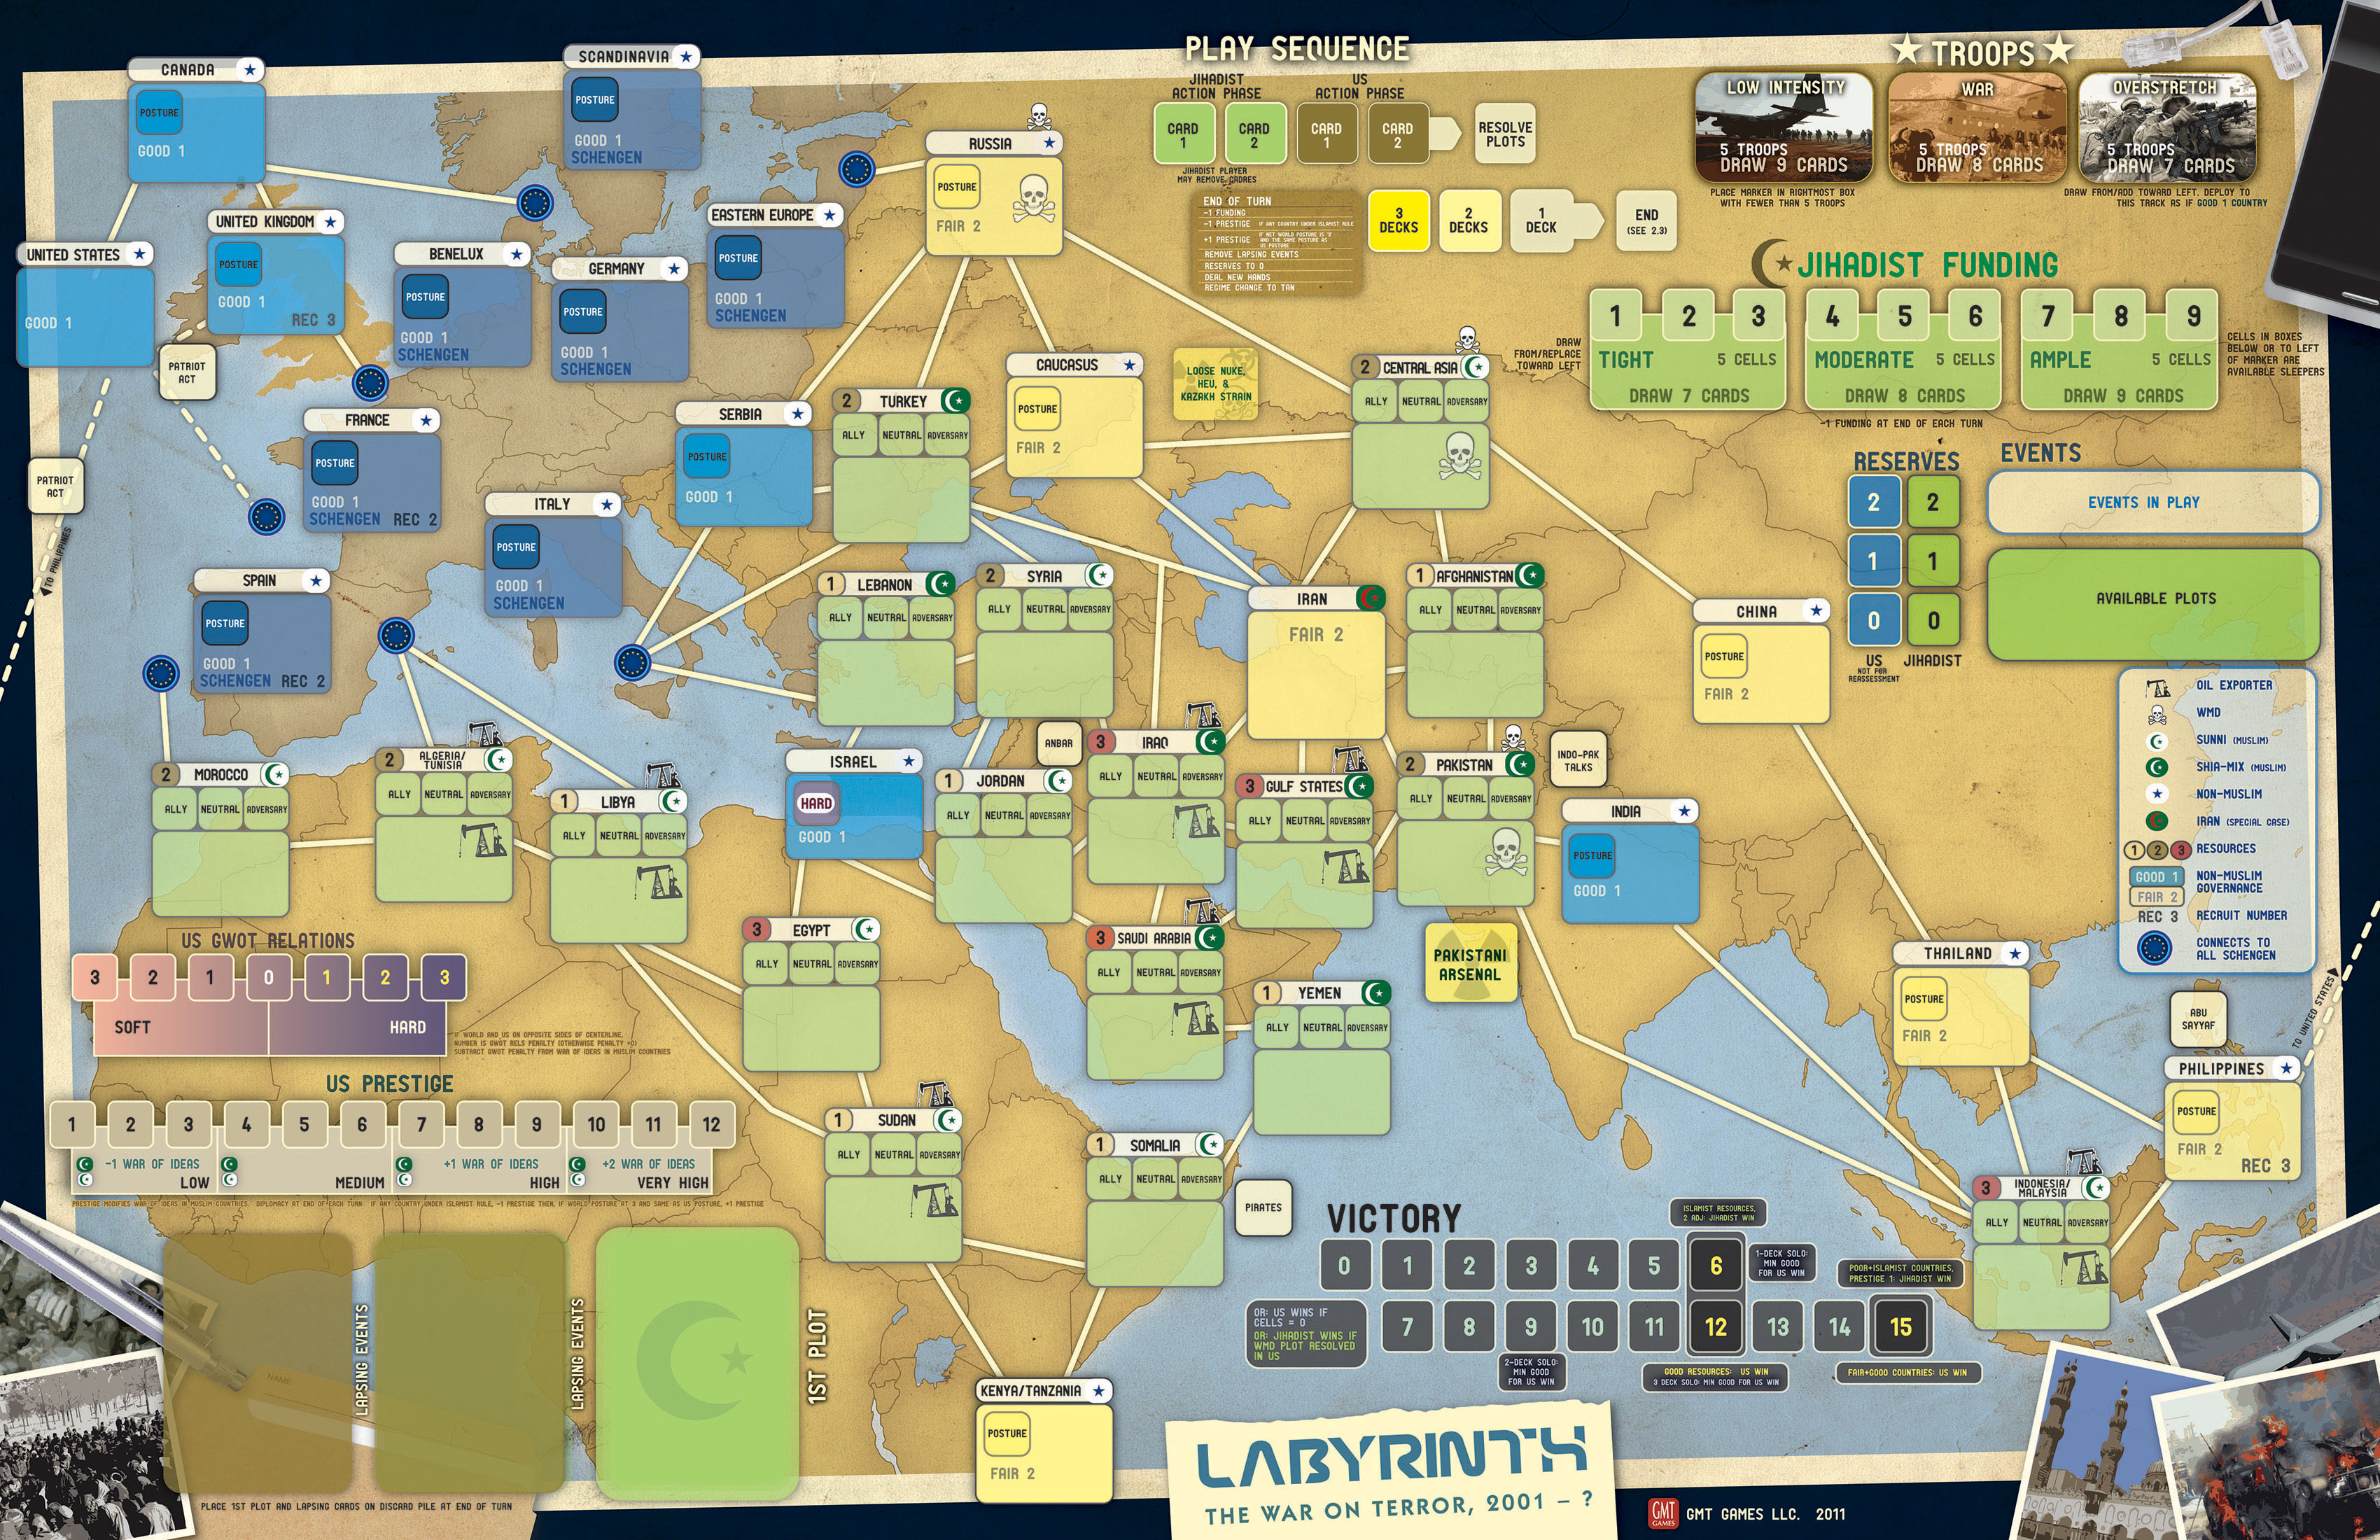 PLAY SEQUENCE
JIHADIST
ACTION PHASE
US
ACTION PHASE
CARD
1
CARD
2
CARD
1
CARD
2
RESOLVE
PLOTS
JIHADIST PLAYER
MAY REMOVE CADRES
END OF TURN
-1 FUNDING
-1 PRESTIGE IF ANY COUNTRY UNDER ISLAMIST RULE
+1 PRESTIGE IF NET WORLD POSTURE IS '3'
AND THE SAME POSTURE AS
US POSTURE
REMOVE LAPSING EVENTS
RESERVES TO 0
DEAL NEW HANDS
REGIME CHANGE TO TAN
3
DECKS
2
DECKS
1
DECK
END
(SEE 2.3)
TROOPS
LOW INTENSITY
5 TROOPS
DRAW 9 CARDS
WAR
5 TROOPS
DRAW 8 CARDS
OVERSTRETCH
5 TROOPS
DRAW 7 CARDS
PLACE MARKER IN RIGHTMOST BOX
WITH FEWER THAN 5 TROOPS
DRAW FROM/ADD TOWARD LEFT. DEPLOY TO
THIS TRACK AS IF GOOD 1 COUNTRY
JIHADIST FUNDING
DRAW
FROM/REPLACE
TOWARD LEFT
1 2 3
TIGHT 5 CELLS
DRAW 7 CARDS
4 5 6
MODERATE 5 CELLS
DRAW 8 CARDS
7 8 9
AMPLE 5 CELLS
DRAW 9 CARDS
CELLS IN BOXES
BELOW OR TO LEFT
OF MARKER ARE
AVAILABLE SLEEPERS
-1 FUNDING AT END OF EACH TURN
RESERVES
2 2
1 1
0 0
US
NOT FOR
REASSESSMENT
JIHADIST
EVENTS
EVENTS IN PLAY
AVAILABLE PLOTS
OIL EXPORTER
WMD
SUNNI (MUSLIM)
SHIA-MIX (MUSLIM)
NON-MUSLIM
IRAN (SPECIAL CASE)
1 2 3 RESOURCES
GOOD 1
FAIR 2
NON-MUSLIM
GOVERNANCE
REC 3 RECRUIT NUMBER
CONNECTS TO
ALL SCHENGEN
CANADA
POSTURE
GOOD 1
SCANDINAVIA
POSTURE
GOOD 1
SCHENGEN
RUSSIA
POSTURE
FAIR 2
UNITED STATES
GOOD 1
UNITED KINGDOM
POSTURE
GOOD 1
REC 3
BENELUX
POSTURE
GOOD 1
SCHENGEN
GERMANY
POSTURE
GOOD 1
SCHENGEN
EASTERN EUROPE
POSTURE
GOOD 1
SCHENGEN
PATRIOT
ACT
PATRIOT
ACT
TO PHILIPPINES
FRANCE
POSTURE
GOOD 1
SCHENGEN REC 2
ITALY
POSTURE
GOOD 1
SCHENGEN
SPAIN
POSTURE
GOOD 1
SCHENGEN REC 2
SERBIA
POSTURE
GOOD 1
2 TURKEY
ALLY NEUTRAL ADVERSARY
CAUCASUS
POSTURE
FAIR 2
LOOSE NUKE,
HEU, &
KAZAKH STRAIN
2 CENTRAL ASIA
ALLY NEUTRAL ADVERSARY
1 LEBANON
ALLY NEUTRAL ADVERSARY
2 SYRIA
ALLY NEUTRAL ADVERSARY
IRAN
FAIR 2
1 AFGHANISTAN
ALLY NEUTRAL ADVERSARY
CHINA
POSTURE
FAIR 2
2 MOROCCO
ALLY NEUTRAL ADVERSARY
2 ALGERIA/
TUNISIA
ALLY NEUTRAL ADVERSARY
1 LIBYA
ALLY NEUTRAL ADVERSARY
ISRAEL
HARD
GOOD 1
1 JORDAN
ALLY NEUTRAL ADVERSARY
ANBAR
3 IRAQ
ALLY NEUTRAL ADVERSARY
3 GULF STATES
ALLY NEUTRAL ADVERSARY
2 PAKISTAN
ALLY NEUTRAL ADVERSARY
INDO-PAK
TALKS
INDIA
POSTURE
GOOD 1
PAKISTANI
ARSENAL
3 EGYPT
ALLY NEUTRAL ADVERSARY
3 SAUDI ARABIA
ALLY NEUTRAL ADVERSARY
1 YEMEN
ALLY NEUTRAL ADVERSARY
THAILAND
POSTURE
FAIR 2
ABU
SAYYAF
TO UNITED STATES
PHILIPPINES
POSTURE
FAIR 2
REC 3
1 SUDAN
ALLY NEUTRAL ADVERSARY
1 SOMALIA
ALLY NEUTRAL ADVERSARY
PIRATES
3 INDONESIA/
MALAYSIA
ALLY NEUTRAL ADVERSARY
KENYA/TANZANIA
POSTURE
FAIR 2
US GWOT RELATIONS
3 2 1 0 1 2 3
SOFT HARD
IF WORLD AND US ON OPPOSITE SIDES OF CENTERLINE,
NUMBER IS GWOT RELS PENALTY (OTHERWISE PENALTY =0)
SUBTRACT GWOT PENALTY FROM WAR OF IDEAS IN MUSLIM COUNTRIES
US PRESTIGE
1 2 3 4 5 6 7 8 9 10 11 12
-1 WAR OF IDEAS +1 WAR OF IDEAS +2 WAR OF IDEAS
LOW MEDIUM HIGH VERY HIGH
PRESTIGE MODIFIES WAR OF IDEAS IN MUSLIM COUNTRIES. DIPLOMACY AT END OF EACH TURN: IF ANY COUNTRY UNDER ISLAMIST RULE, -1 PRESTIGE THEN, IF WORLD POSTURE AT 3 AND SAME AS US POSTURE, +1 PRESTIGE
LAPSING EVENTS
LAPSING EVENTS
1ST PLOT
NAME
PLACE 1ST PLOT AND LAPSING CARDS ON DISCARD PILE AT END OF TURN
VICTORY
ISLAMIST RESOURCES,
2 ADJ: JIHADIST WIN
0 1 2 3 4 5 6
1-DECK SOLO:
MIN GOOD
FOR US WIN
POOR+ISLAMIST COUNTRIES,
PRESTIGE 1: JIHADIST WIN
OR: US WINS IF
CELLS = 0
OR: JIHADIST WINS IF
WMD PLOT RESOLVED
IN US
7 8 9 10 11 12 13 14 15
2-DECK SOLO:
MIN GOOD
FOR US WIN
GOOD RESOURCES: US WIN
3 DECK SOLO: MIN GOOD FOR US WIN
FAIR+GOOD COUNTRIES: US WIN
LABYRINTH
THE WAR ON TERROR, 2001 – ?
GMT
GAMES
GMT GAMES LLC. 2011